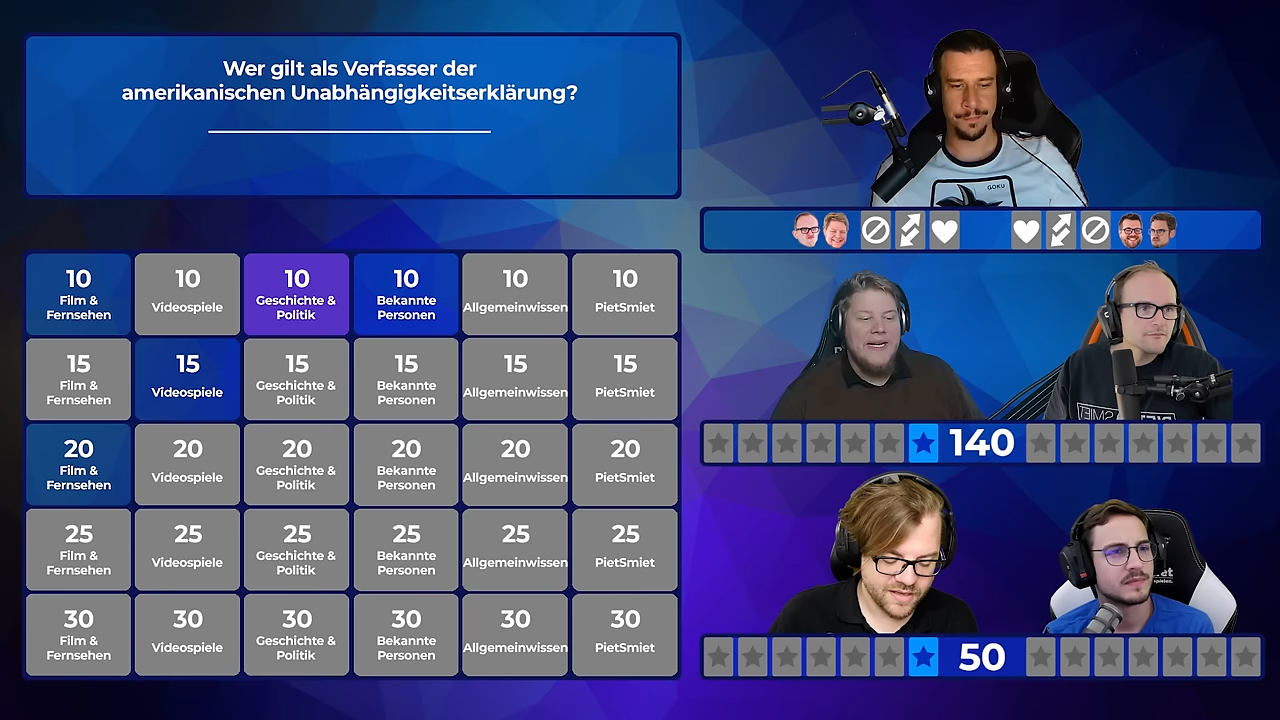 Wer gilt als Verfasser der
amerikanischen Unabhängigkeitserklärung?
10 10 10 10 10 10
Film & Fernsehen Videospiele Geschichte & Politik Bekannte Personen Allgemeinwissen PietSmiet
15 15 15 15 15 15
Film & Fernsehen Videospiele Geschichte & Politik Bekannte Personen Allgemeinwissen PietSmiet
20 20 20 20 20 20
Film & Fernsehen Videospiele Geschichte & Politik Bekannte Personen Allgemeinwissen PietSmiet
25 25 25 25 25 25
Film & Fernsehen Videospiele Geschichte & Politik Bekannte Personen Allgemeinwissen PietSmiet
30 30 30 30 30 30
Film & Fernsehen Videospiele Geschichte & Politik Bekannte Personen Allgemeinwissen PietSmiet
GOKU
140
50